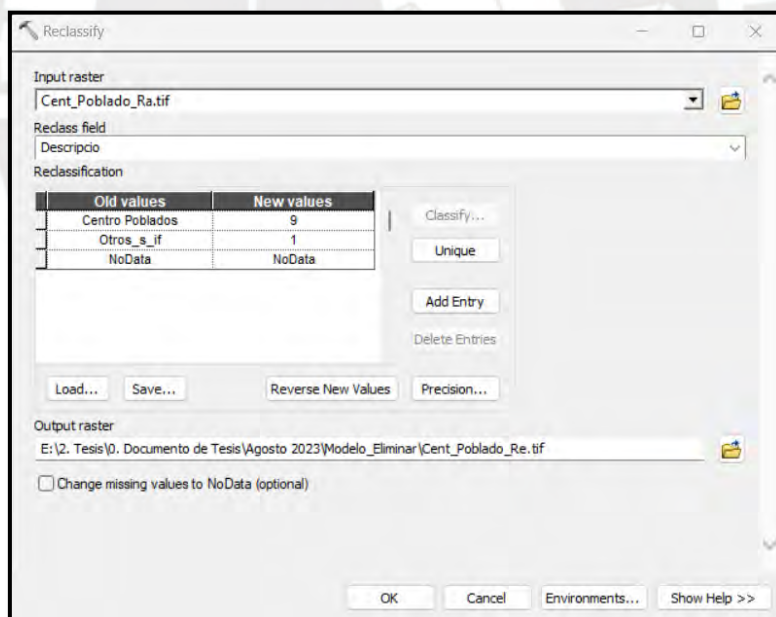 Reclassify
Input raster
Cent_Poblado_Ra.tif
Reclass field
Descripcio
Reclassification
Old values New values
Centro Poblados 9
Otros_s_if 1
NoData NoData
Classify...
Unique
Add Entry
Delete Entries
Load... Save... Reverse New Values Precision...
Output raster
E:\2. Tesis\0. Documento de Tesis\Agosto 2023\Modelo_Eliminar\Cent_Poblado_Re.tif
Change missing values to NoData (optional)
OK Cancel Environments... Show Help >>